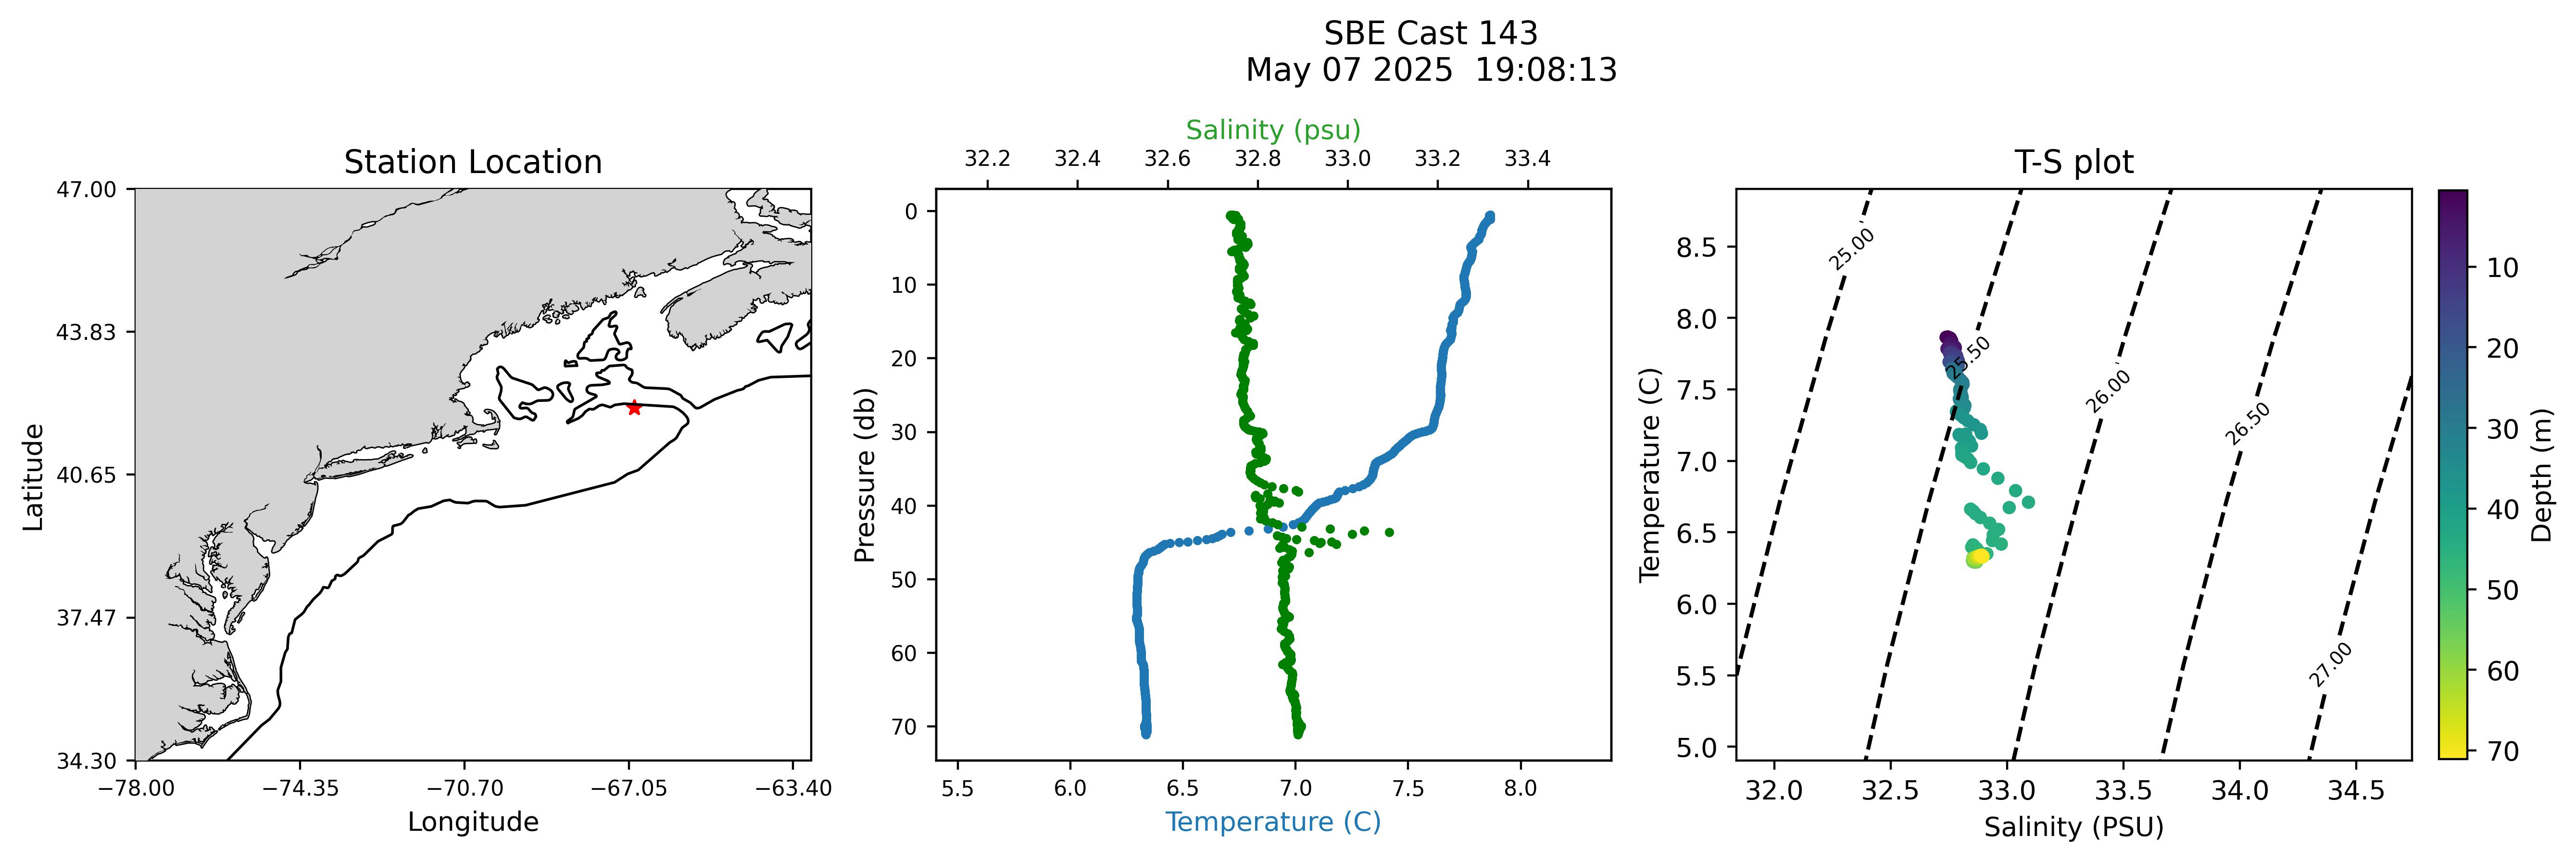 SBE Cast 143
May 07 2025  19:08:13
Station Location
47.00
43.83
40.65
37.47
34.30
Latitude
−78.00 −74.35 −70.70 −67.05 −63.40
Longitude
Salinity (psu)
32.2 32.4 32.6 32.8 33.0 33.2 33.4
0
10
20
30
40
50
60
70
Pressure (db)
5.5 6.0 6.5 7.0 7.5 8.0
Temperature (C)
T-S plot
8.5
8.0
7.5
7.0
6.5
6.0
5.5
5.0
Temperature (C)
25.00
25.50
26.00
26.50
27.00
32.0 32.5 33.0 33.5 34.0 34.5
Salinity (PSU)
10
20
30
40
50
60
70
Depth (m)